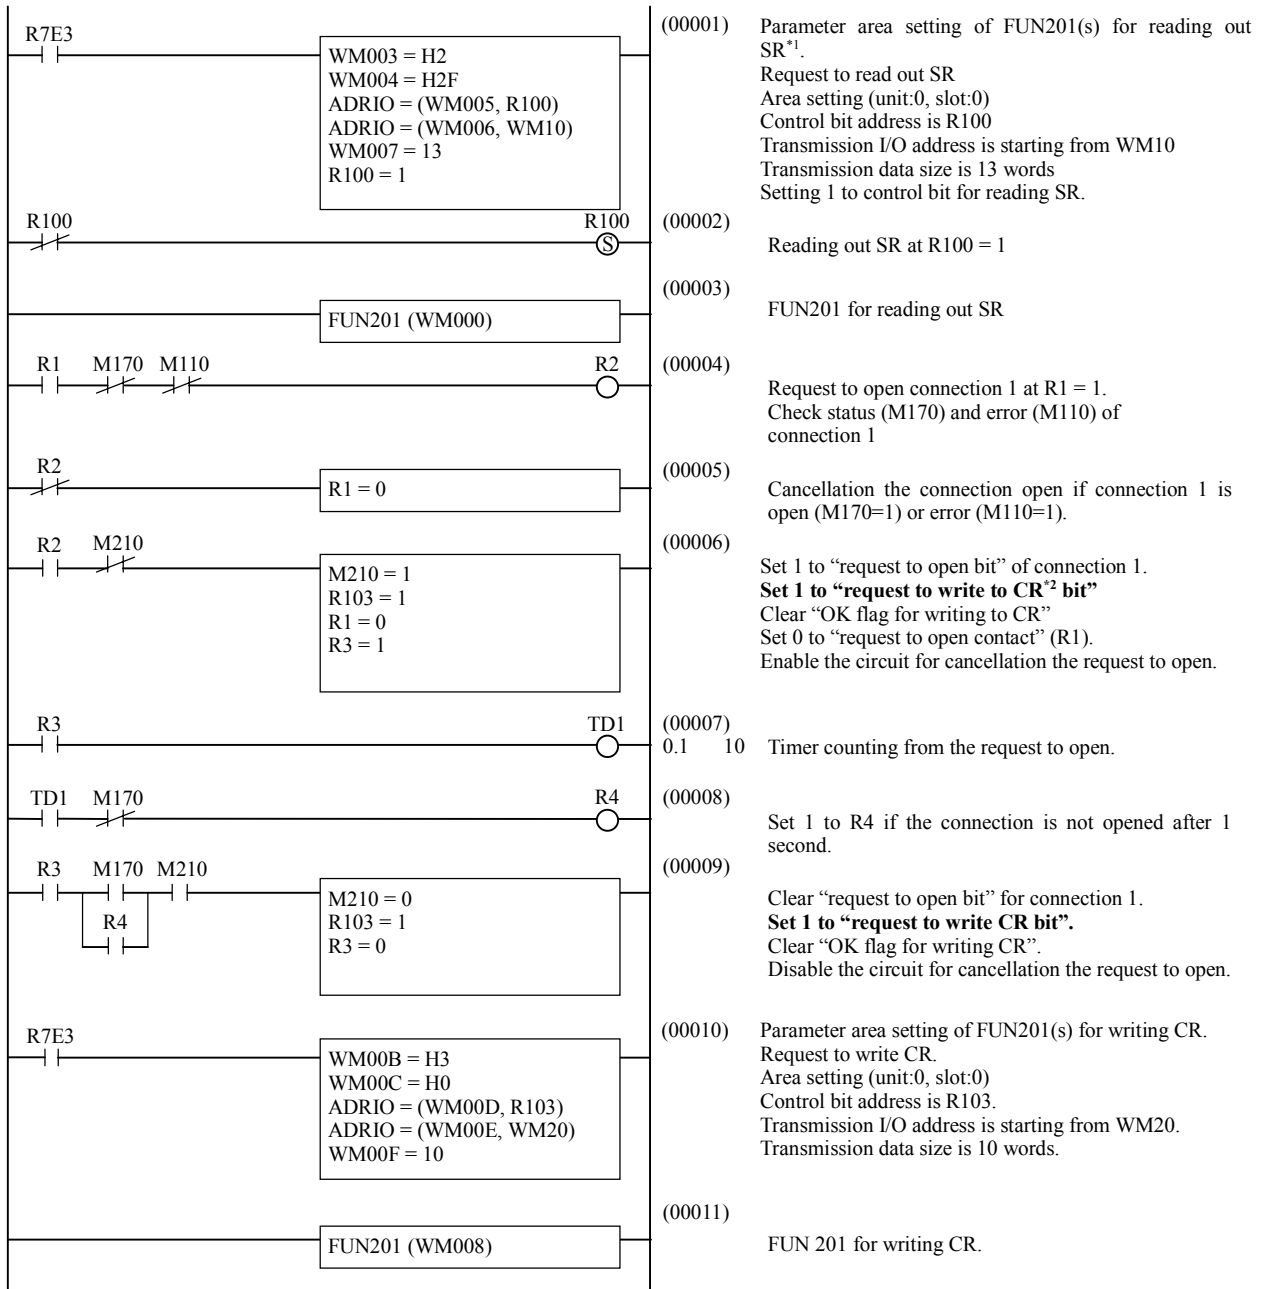 R7E3
(00001)
WM003 = H2
WM004 = H2F
ADRIO = (WM005, R100)
ADRIO = (WM006, WM10)
WM007 = 13
R100 = 1
Parameter area setting of FUN201(s) for reading out
SR*1.
Request to read out SR
Area setting (unit:0, slot:0)
Control bit address is R100
Transmission I/O address is starting from WM10
Transmission data size is 13 words
Setting 1 to control bit for reading SR.
R100 R100 (00002)
S
Reading out SR at R100 = 1
(00003)
FUN201 (WM000)
FUN201 for reading out SR
R1 M170 M110 R2 (00004)
Request to open connection 1 at R1 = 1.
Check status (M170) and error (M110) of
connection 1
R2 (00005)
R1 = 0
Cancellation the connection open if connection 1 is
open (M170=1) or error (M110=1).
R2 M210 (00006)
M210 = 1
R103 = 1
R1 = 0
R3 = 1
Set 1 to “request to open bit” of connection 1.
Set 1 to “request to write to CR*2 bit”
Clear “OK flag for writing to CR”
Set 0 to “request to open contact” (R1).
Enable the circuit for cancellation the request to open.
R3 TD1 (00007)
0.1 10 Timer counting from the request to open.
TD1 M170 R4 (00008)
Set 1 to R4 if the connection is not opened after 1
second.
R3 M170 M210 (00009)
R4
M210 = 0
R103 = 1
R3 = 0
Clear “request to open bit” for connection 1.
Set 1 to “request to write CR bit”.
Clear “OK flag for writing CR”.
Disable the circuit for cancellation the request to open.
R7E3 (00010)
WM00B = H3
WM00C = H0
ADRIO = (WM00D, R103)
ADRIO = (WM00E, WM20)
WM00F = 10
Parameter area setting of FUN201(s) for writing CR.
Request to write CR.
Area setting (unit:0, slot:0)
Control bit address is R103.
Transmission I/O address is starting from WM20.
Transmission data size is 10 words.
(00011)
FUN201 (WM008)
FUN 201 for writing CR.